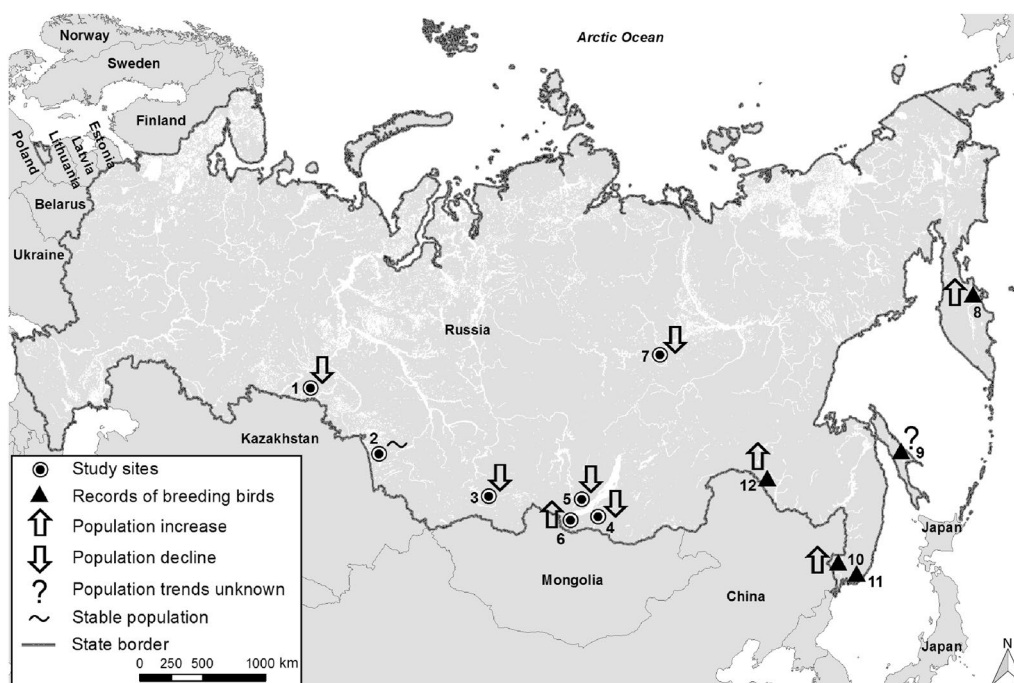 Norway
Arctic Ocean
Sweden
Finland
Estonia
Latvia
Lithuania
Poland
Belarus
Ukraine
8
Russia
7
1
Kazakhstan
2
?
9
12
3
5
4
6
Japan
10
11
Mongolia
China
Japan
N
Study sites
Records of breeding birds
Population increase
Population decline
? Population trends unknown
~ Stable population
State border
0 250 500 1000 km